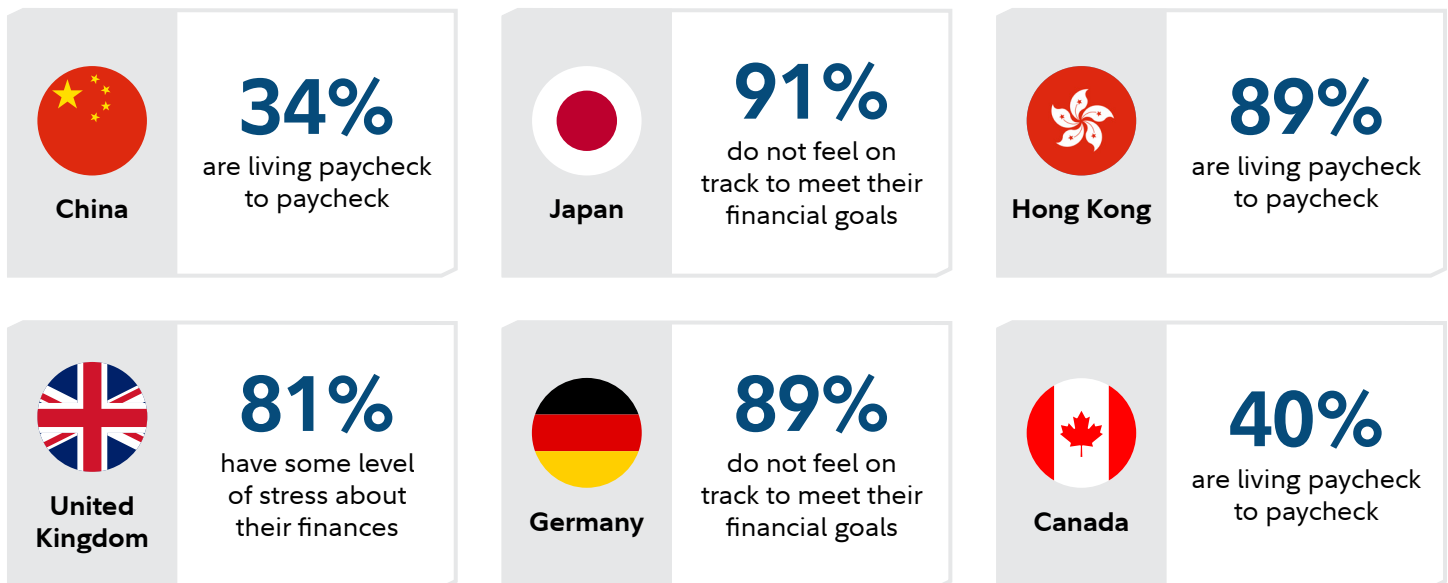 China
34%
are living paycheck
to paycheck
Japan
91%
do not feel on
track to meet their
financial goals
Hong Kong
89%
are living paycheck
to paycheck
United
Kingdom
81%
have some level
of stress about
their finances
Germany
89%
do not feel on
track to meet their
financial goals
Canada
40%
are living paycheck
to paycheck